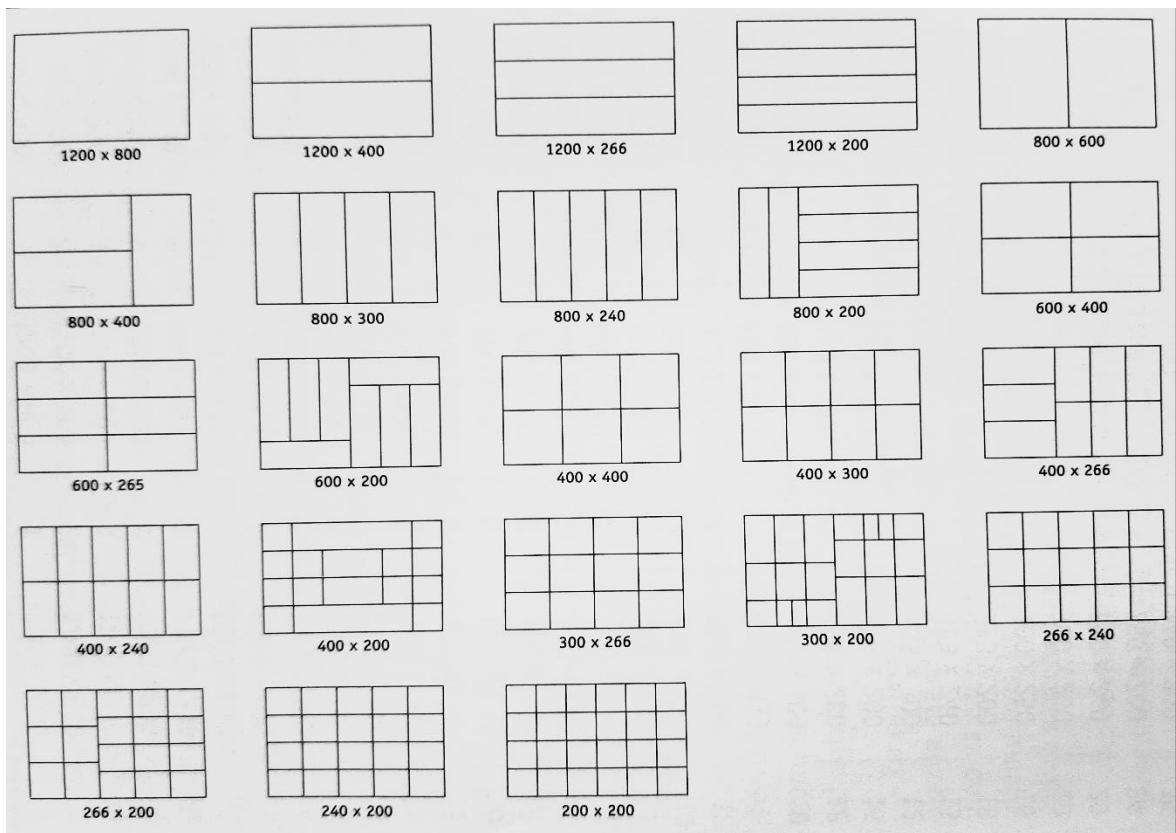 1200 x 800
1200 x 400
1200 x 266
1200 x 200
800 x 600
800 x 400
800 x 300
800 x 240
800 x 200
600 x 400
600 x 265
600 x 200
400 x 400
400 x 300
400 x 266
400 x 240
400 x 200
300 x 266
300 x 200
266 x 240
266 x 200
240 x 200
200 x 200